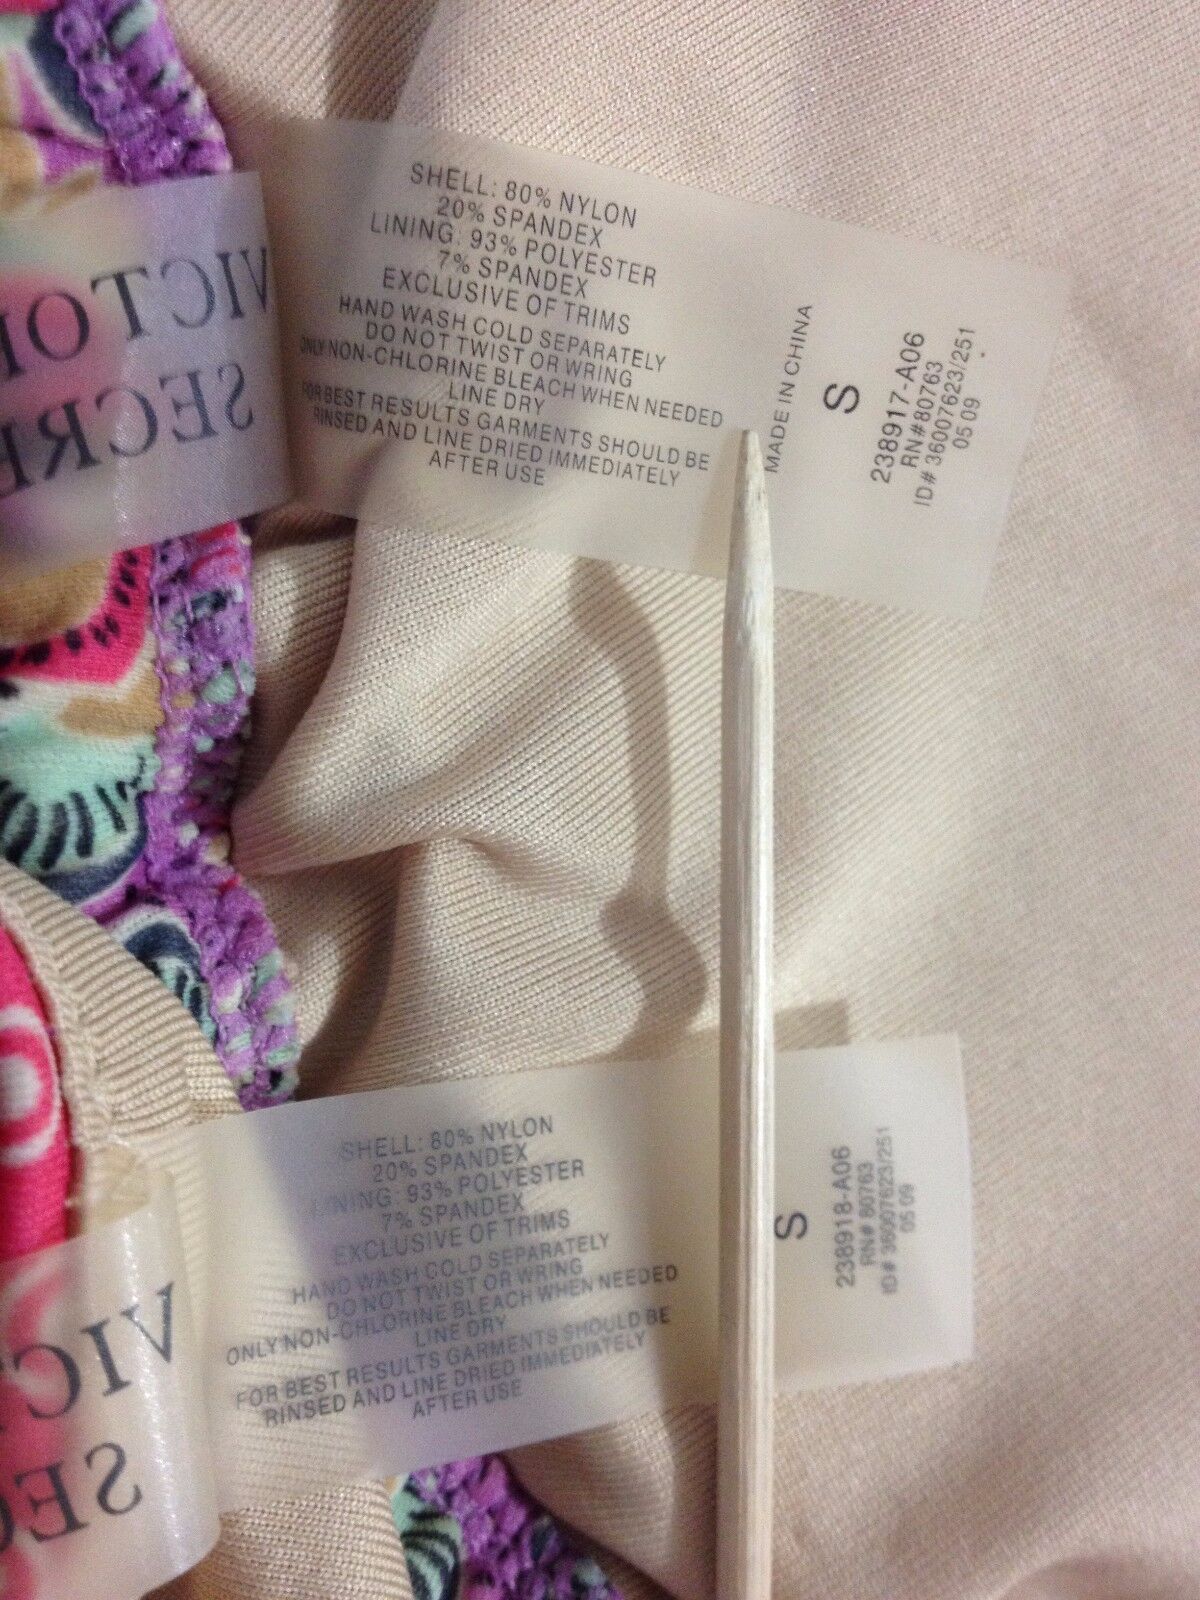 VICTOR
SECRE
SHELL: 80% NYLON
20% SPANDEX
LINING: 93% POLYESTER
7% SPANDEX
EXCLUSIVE OF TRIMS
HAND WASH COLD SEPARATELY
DO NOT TWIST OR WRING
ONLY NON-CHLORINE BLEACH WHEN NEEDED
LINE DRY
FOR BEST RESULTS GARMENTS SHOULD BE
RINSED AND LINE DRIED IMMEDIATELY
AFTER USE
MADE IN CHINA
S
238917-A06
RN#80763
ID# 36007623/251
05 09
VICT
SEC
SHELL: 80% NYLON
20% SPANDEX
LINING: 93% POLYESTER
7% SPANDEX
EXCLUSIVE OF TRIMS
HAND WASH COLD SEPARATELY
DO NOT TWIST OR WRING
ONLY NON-CHLORINE BLEACH WHEN NEEDED
LINE DRY
FOR BEST RESULTS GARMENTS SHOULD BE
RINSED AND LINE DRIED IMMEDIATELY
AFTER USE
S
238918-A06
RN# 80763
ID# 36007623/251
05 09